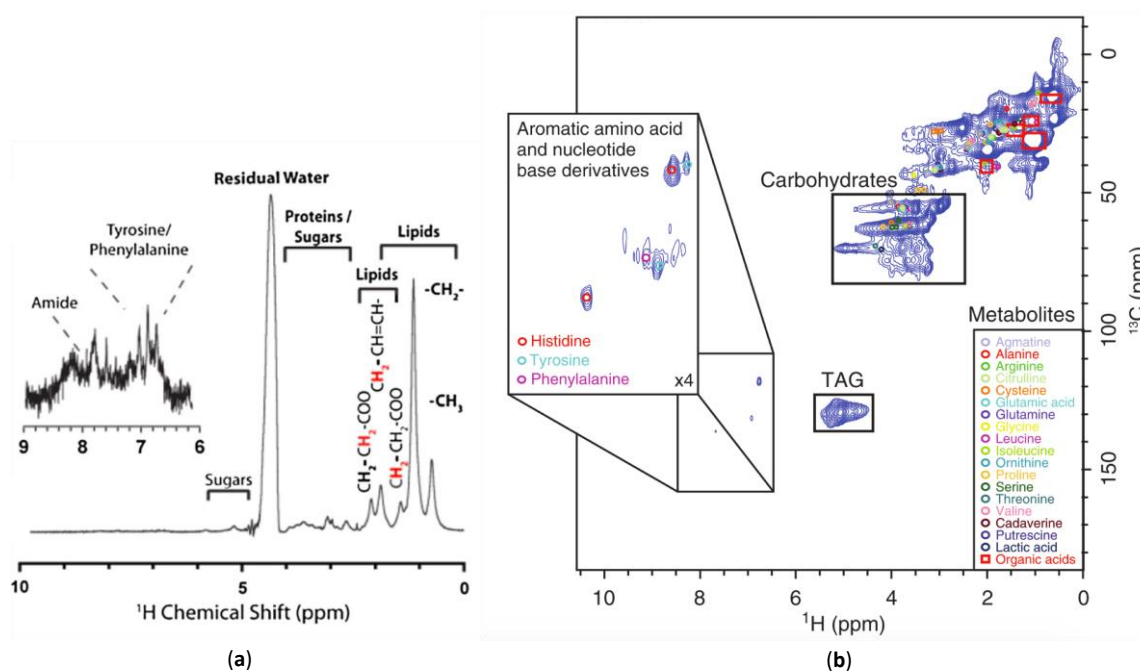 Residual Water
Proteins /
Sugars
Lipids
Lipids
-CH₂-
-CH₃
CH₂-CH₂-COO
CH₂-CH=CH-
CH₂-CH₂-COO
Tyrosine/
Phenylalanine
Amide
9 8 7 6
Sugars
10 5 0
¹H Chemical Shift (ppm)
(a)
Aromatic amino acid
and nucleotide
base derivatives
Histidine
Tyrosine
Phenylalanine
x4
Carbohydrates
TAG
Metabolites
Agmatine
Alanine
Arginine
Citrulline
Cysteine
Glutamic acid
Glutamine
Glycine
Leucine
Isoleucine
Ornithine
Proline
Serine
Threonine
Valine
Cadaverine
Putrescine
Lactic acid
Organic acids
0
50
100
150
¹³C (ppm)
10 8 6 4 2 0
¹H (ppm)
(b)